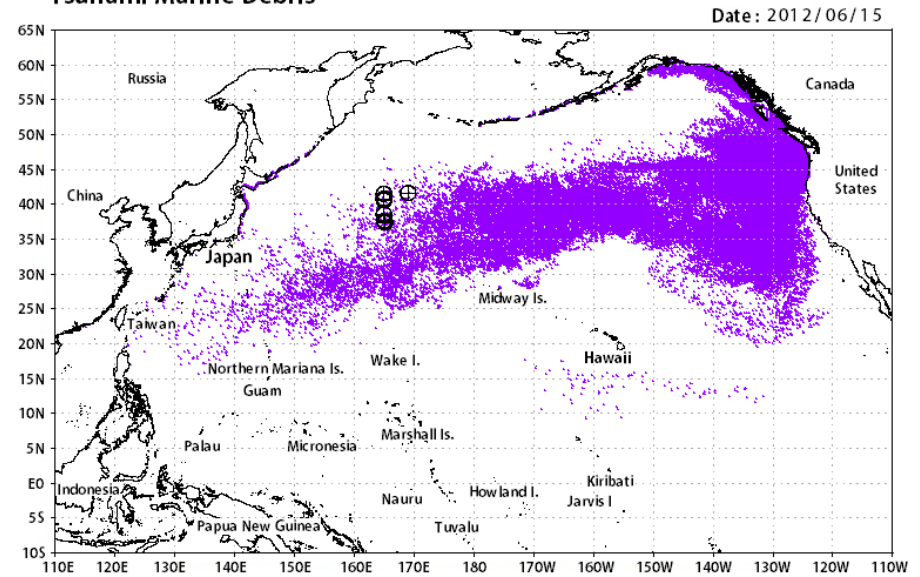 Tsunami Marine Debris
Date: 2012/06/15
65N
60N
55N
50N
45N
40N
35N
30N
25N
20N
15N
10N
5N
E0
5S
10S
Russia
Canada
China
United
States
Japan
Midway Is.
Taiwan
Hawaii
Northern Mariana Is.
Wake I.
Guam
Palau
Micronesia
Marshall Is.
Indonesia
Nauru
Howland I.
Kiribati
Jarvis I
Papua New Guinea
Tuvalu
110E 120E 130E 140E 150E 160E 170E 180 170W 160W 150W 140W 130W 120W 110W